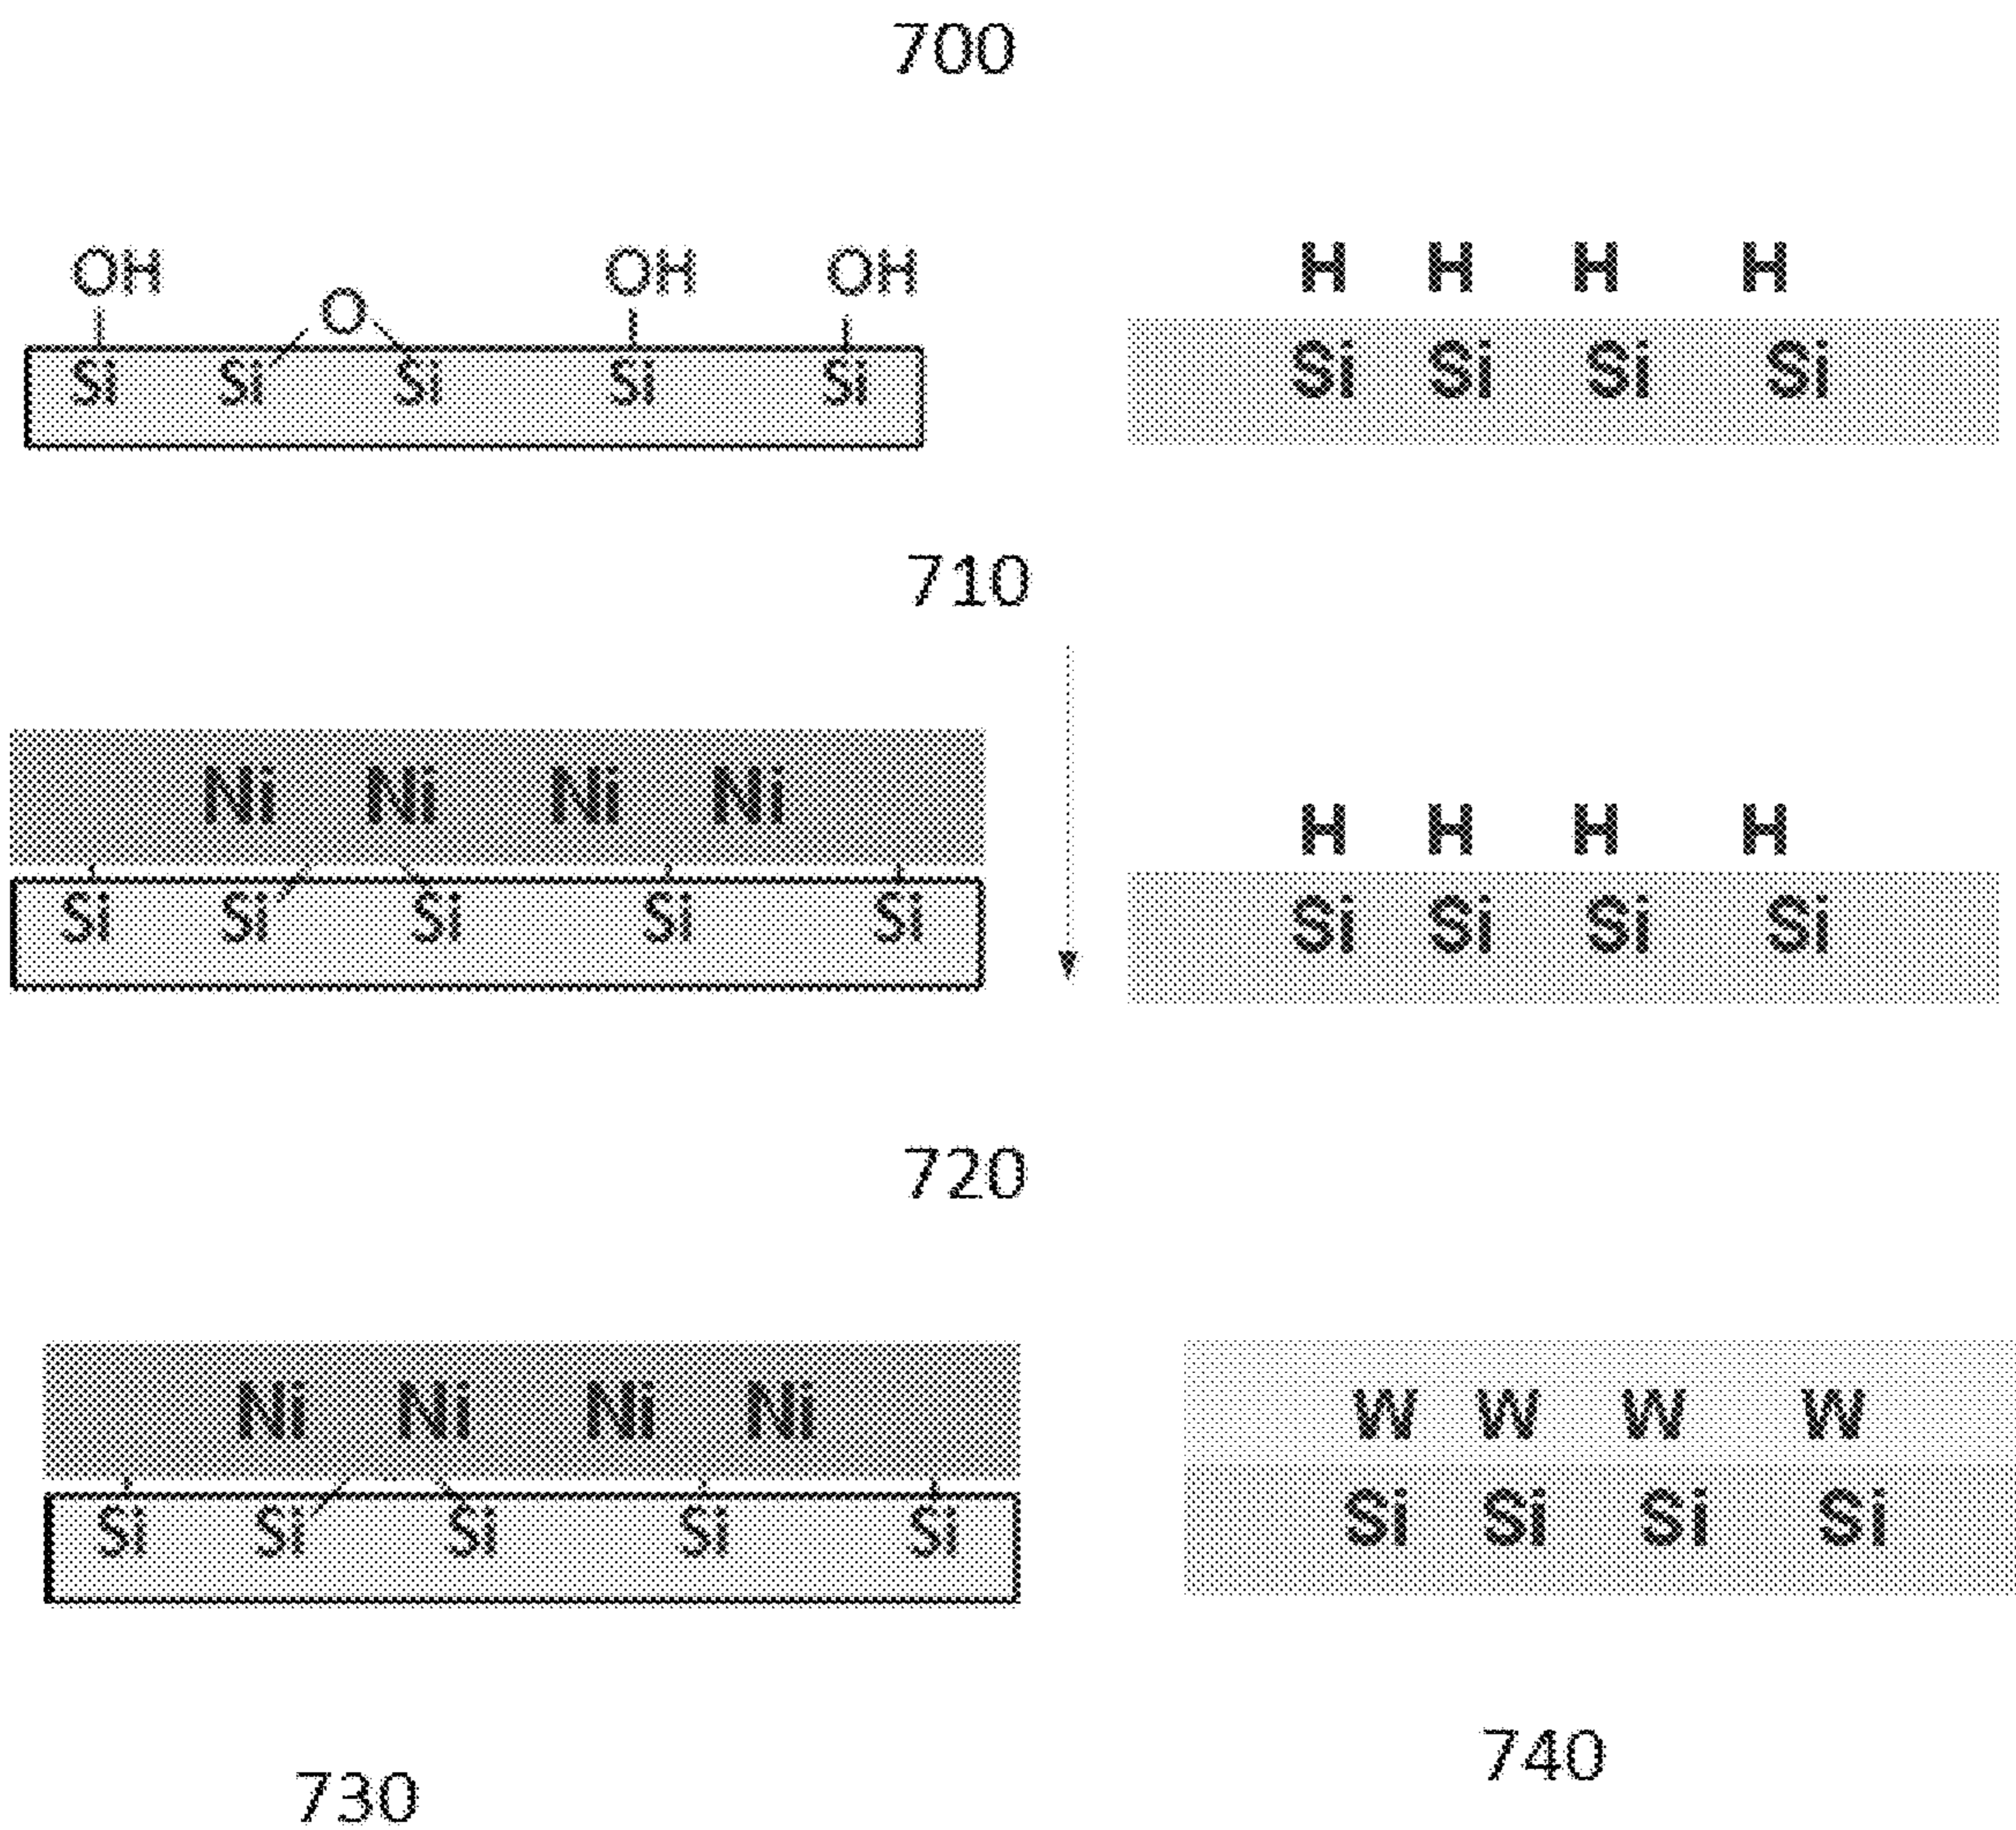 700
OH OH OH H H H H
O
Si Si Si Si Si Si Si Si Si
710
Ni Ni Ni Ni H H H H
Si Si Si Si Si Si Si Si Si
720
Ni Ni Ni Ni W W W W
Si Si Si Si Si Si Si Si Si
730 740